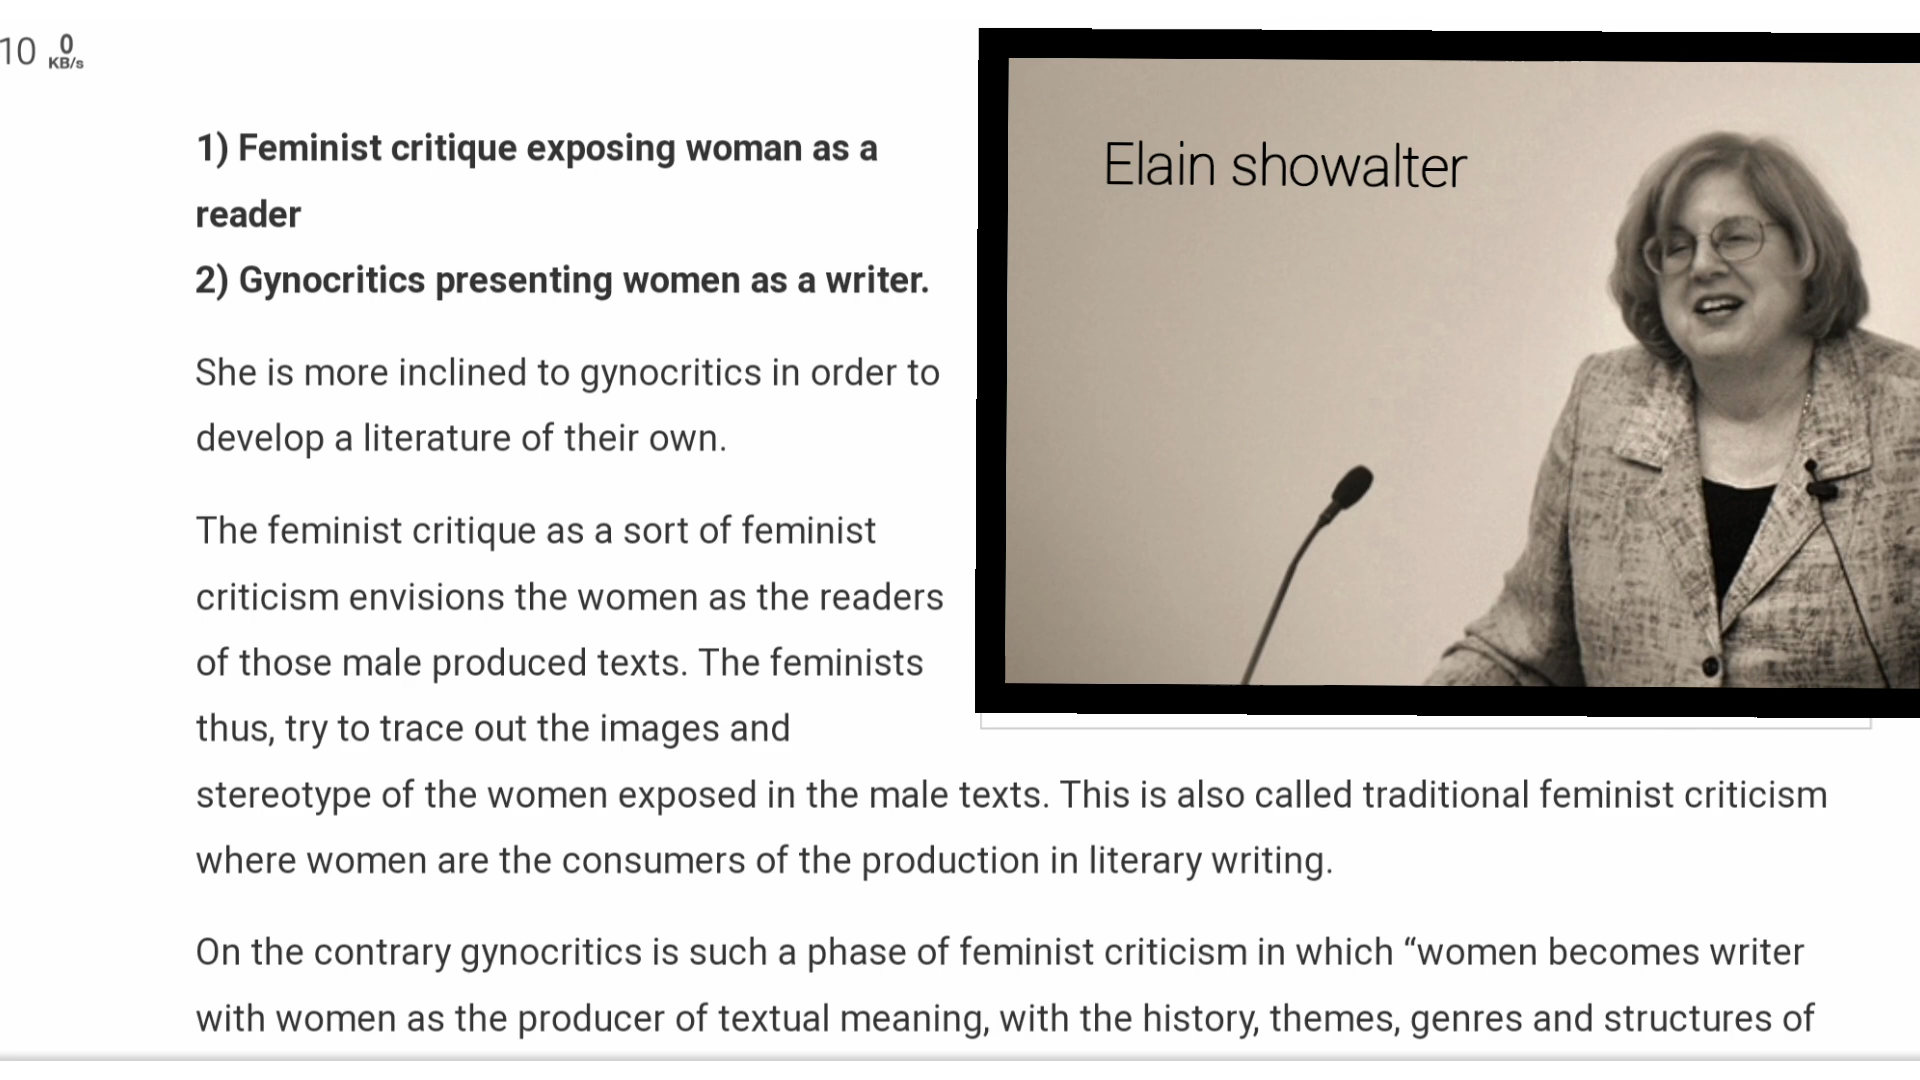 10 0
KB/s
1) Feminist critique exposing woman as a
reader
2) Gynocritics presenting women as a writer.
She is more inclined to gynocritics in order to
develop a literature of their own.
The feminist critique as a sort of feminist
criticism envisions the women as the readers
of those male produced texts. The feminists
thus, try to trace out the images and
stereotype of the women exposed in the male texts. This is also called traditional feminist criticism
where women are the consumers of the production in literary writing.
On the contrary gynocritics is such a phase of feminist criticism in which “women becomes writer
with women as the producer of textual meaning, with the history, themes, genres and structures of
Elain showalter